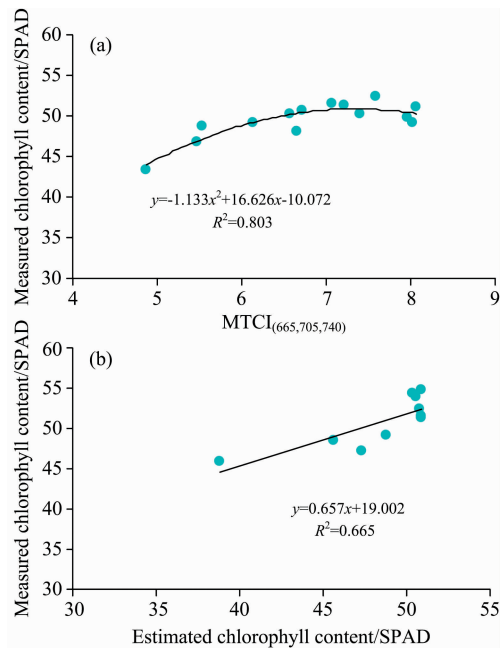 (a)
Measured chlorophyll content/SPAD
60
55
50
45
40
35
30
y=-1.133x²+16.626x-10.072
R²=0.803
4 5 6 7 8 9
MTCI(665,705,740)
(b)
Measured chlorophyll content/SPAD
60
55
50
45
40
35
30
y=0.657x+19.002
R²=0.665
30 35 40 45 50 55
Estimated chlorophyll content/SPAD